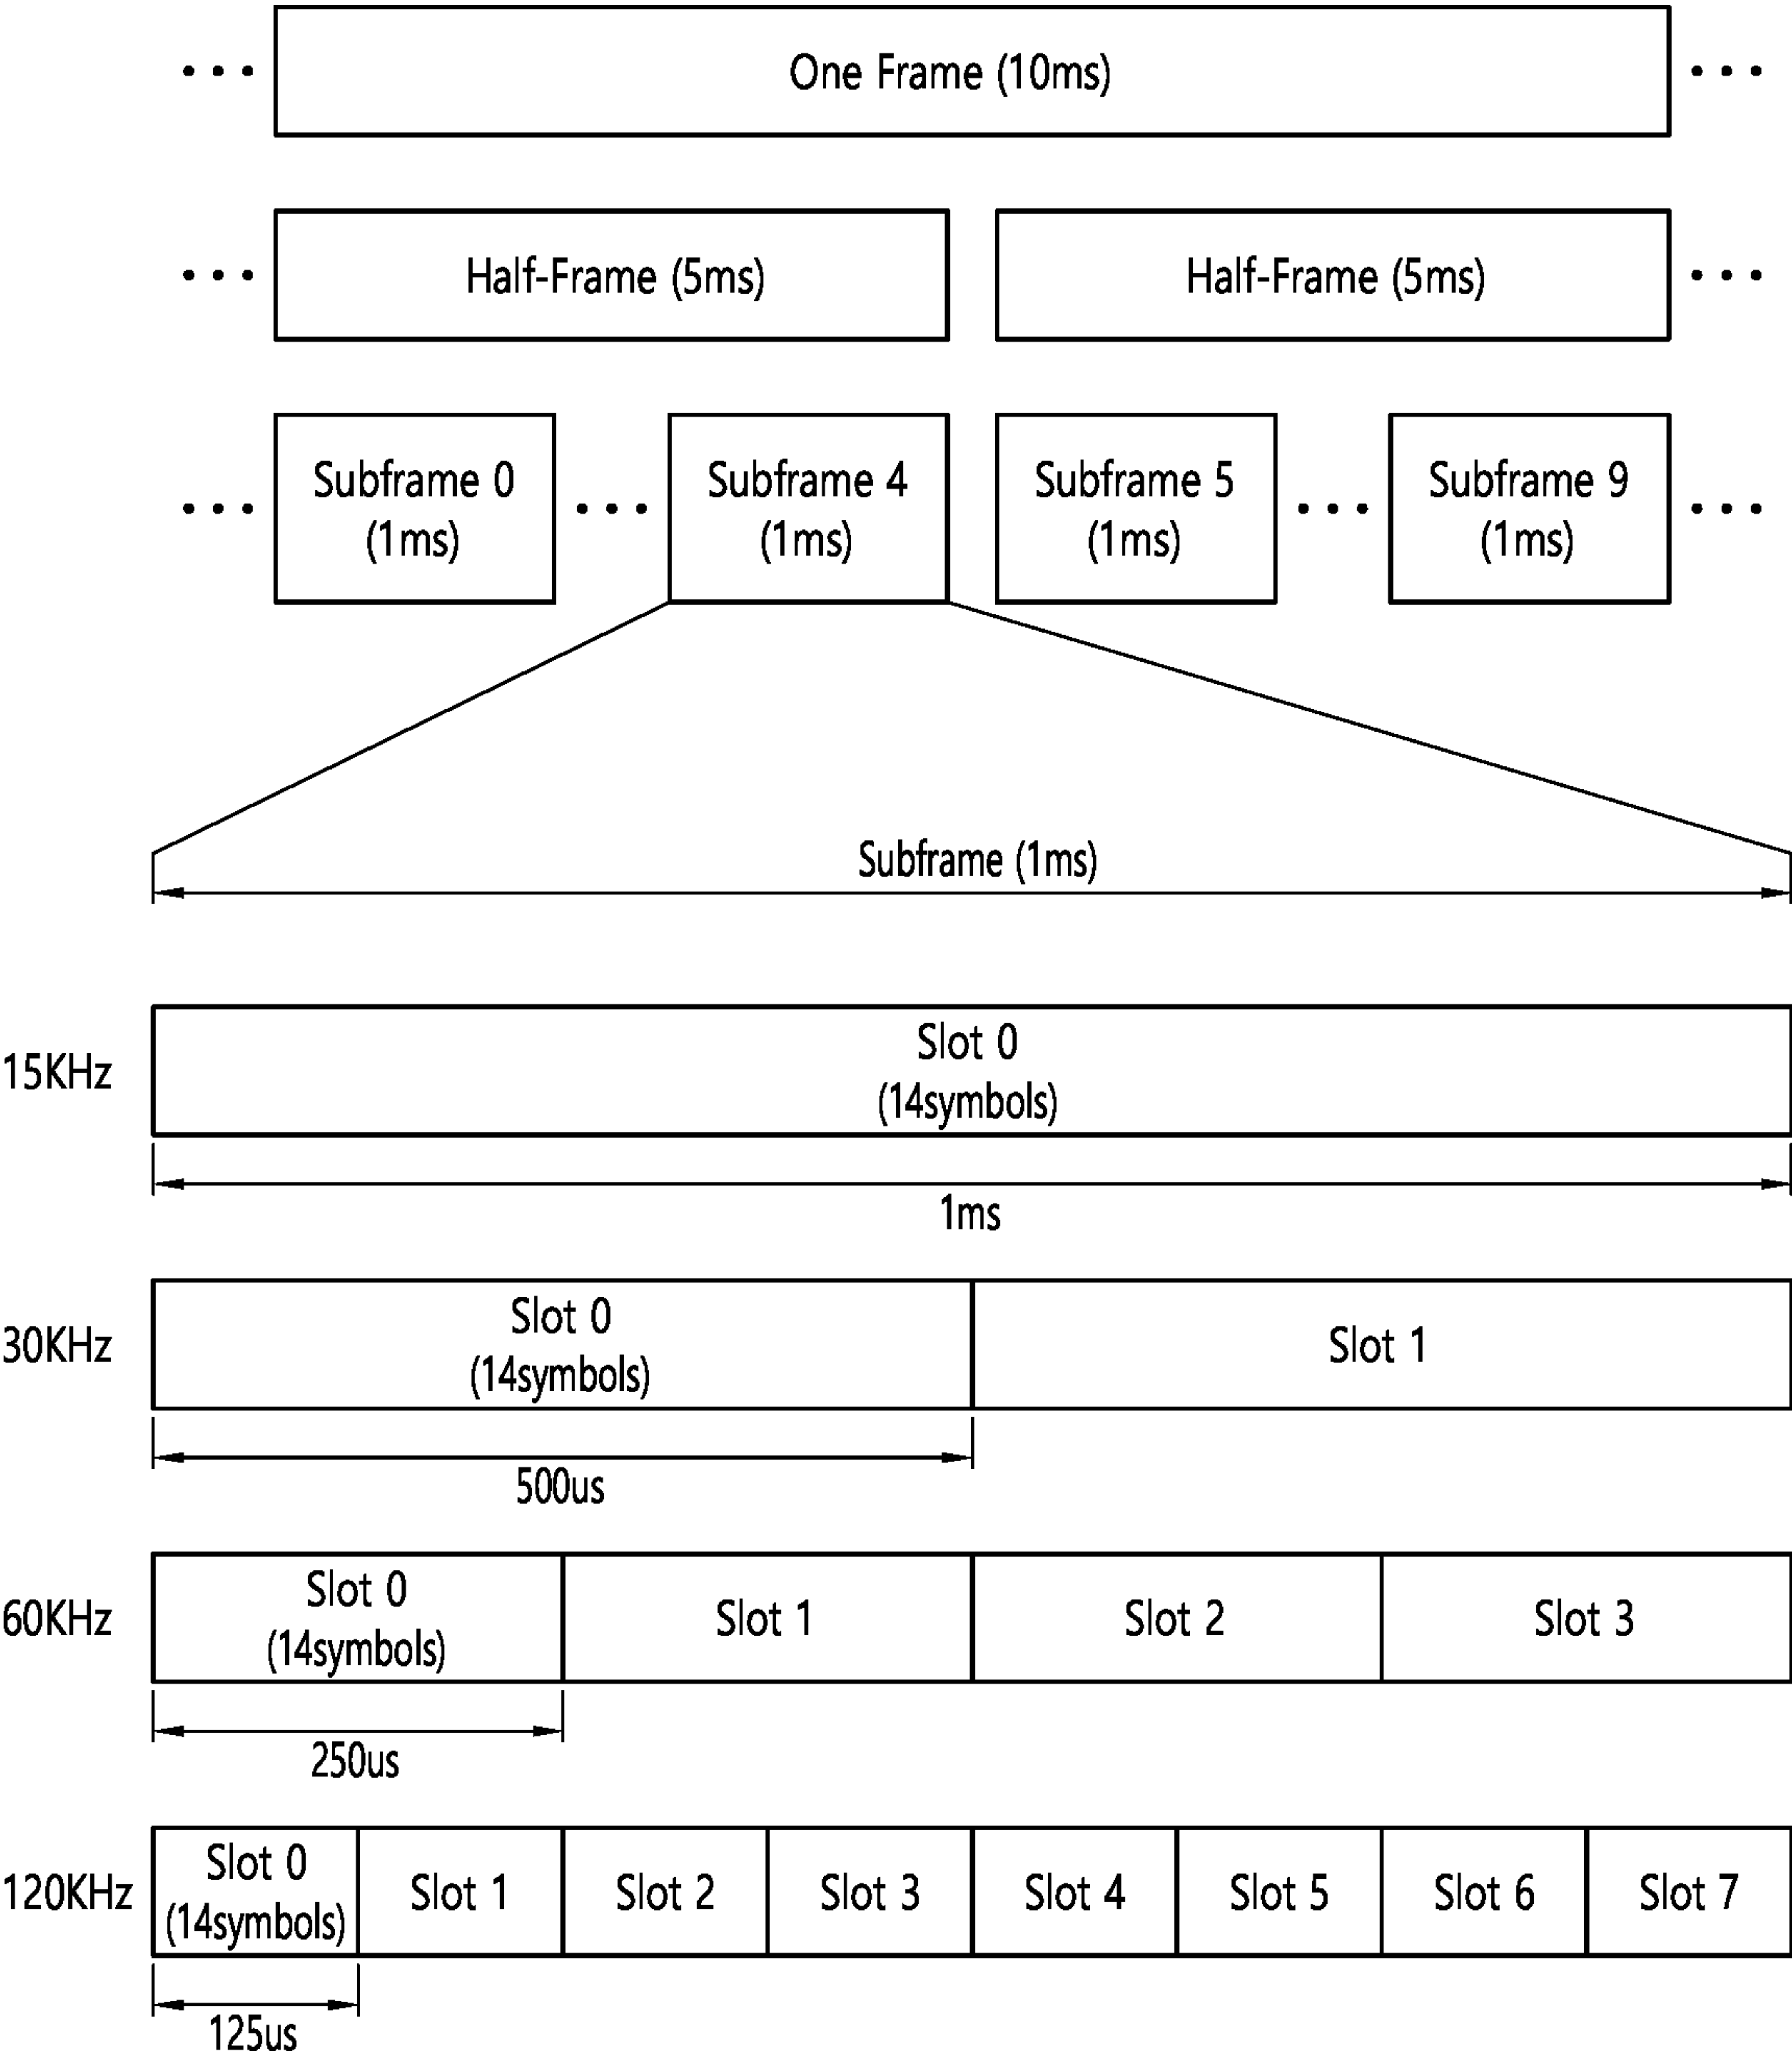 ... One Frame (10ms) ...
... Half-Frame (5ms) Half-Frame (5ms) ...
... Subframe 0 ... Subframe 4 Subframe 5 ... Subframe 9 ...
(1ms) (1ms) (1ms) (1ms)
Subframe (1ms)
Slot 0
15KHz
(14symbols)
1ms
Slot 0
30KHz Slot 1
(14symbols)
500us
Slot 0
60KHz Slot 1 Slot 2 Slot 3
(14symbols)
250us
Slot 0
120KHz Slot 1 Slot 2 Slot 3 Slot 4 Slot 5 Slot 6 Slot 7
(14symbols)
125us